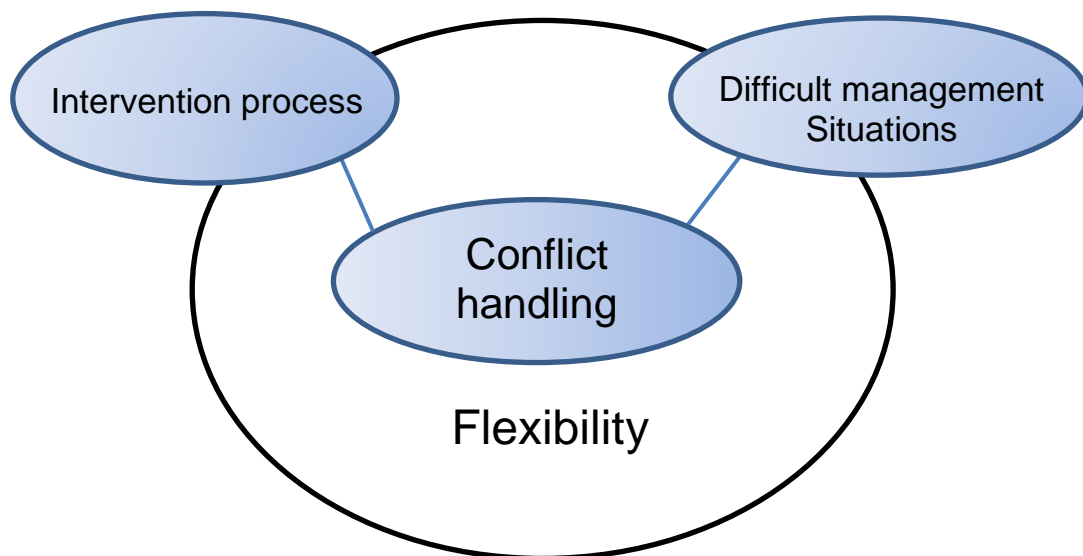 Intervention process
Difficult management
Situations
Conflict
handling
Flexibility